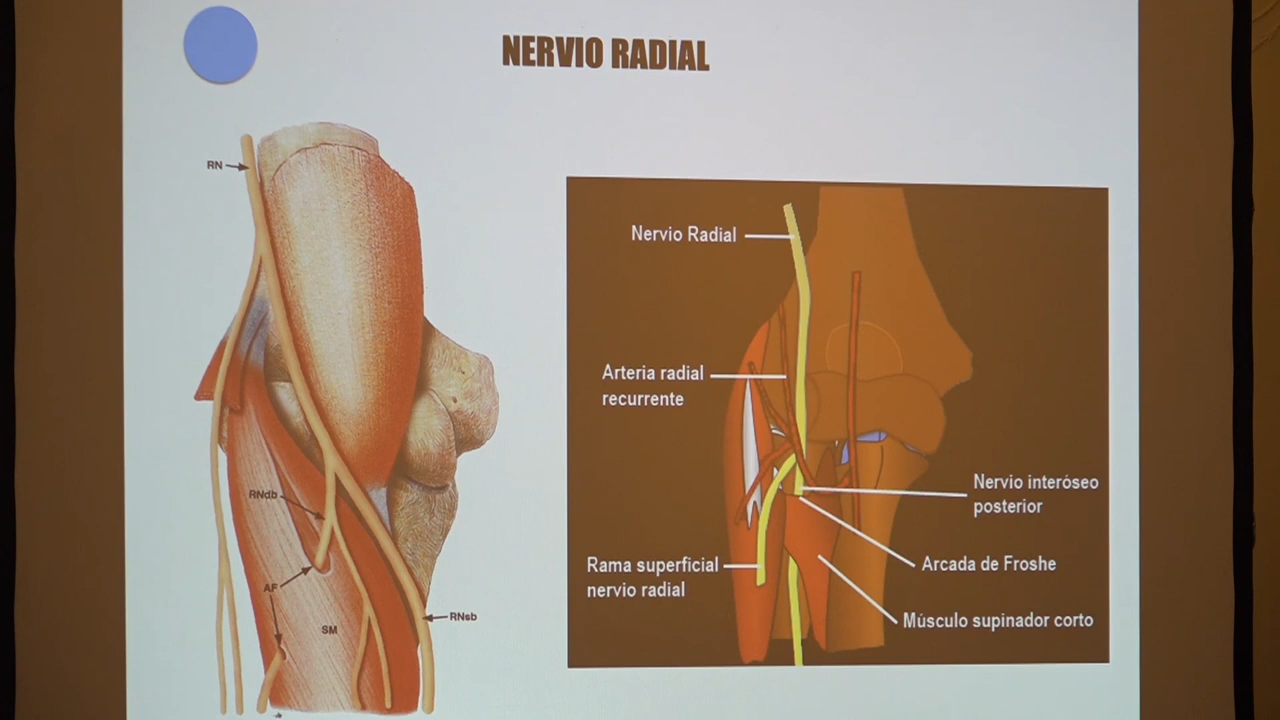 NERVIO RADIAL
RN
RNdb
AF
SM
RNsb
Nervio Radial
Arteria radial
recurrente
Nervio interóseo
posterior
Arcada de Froshe
Rama superficial
nervio radial
Músculo supinador corto